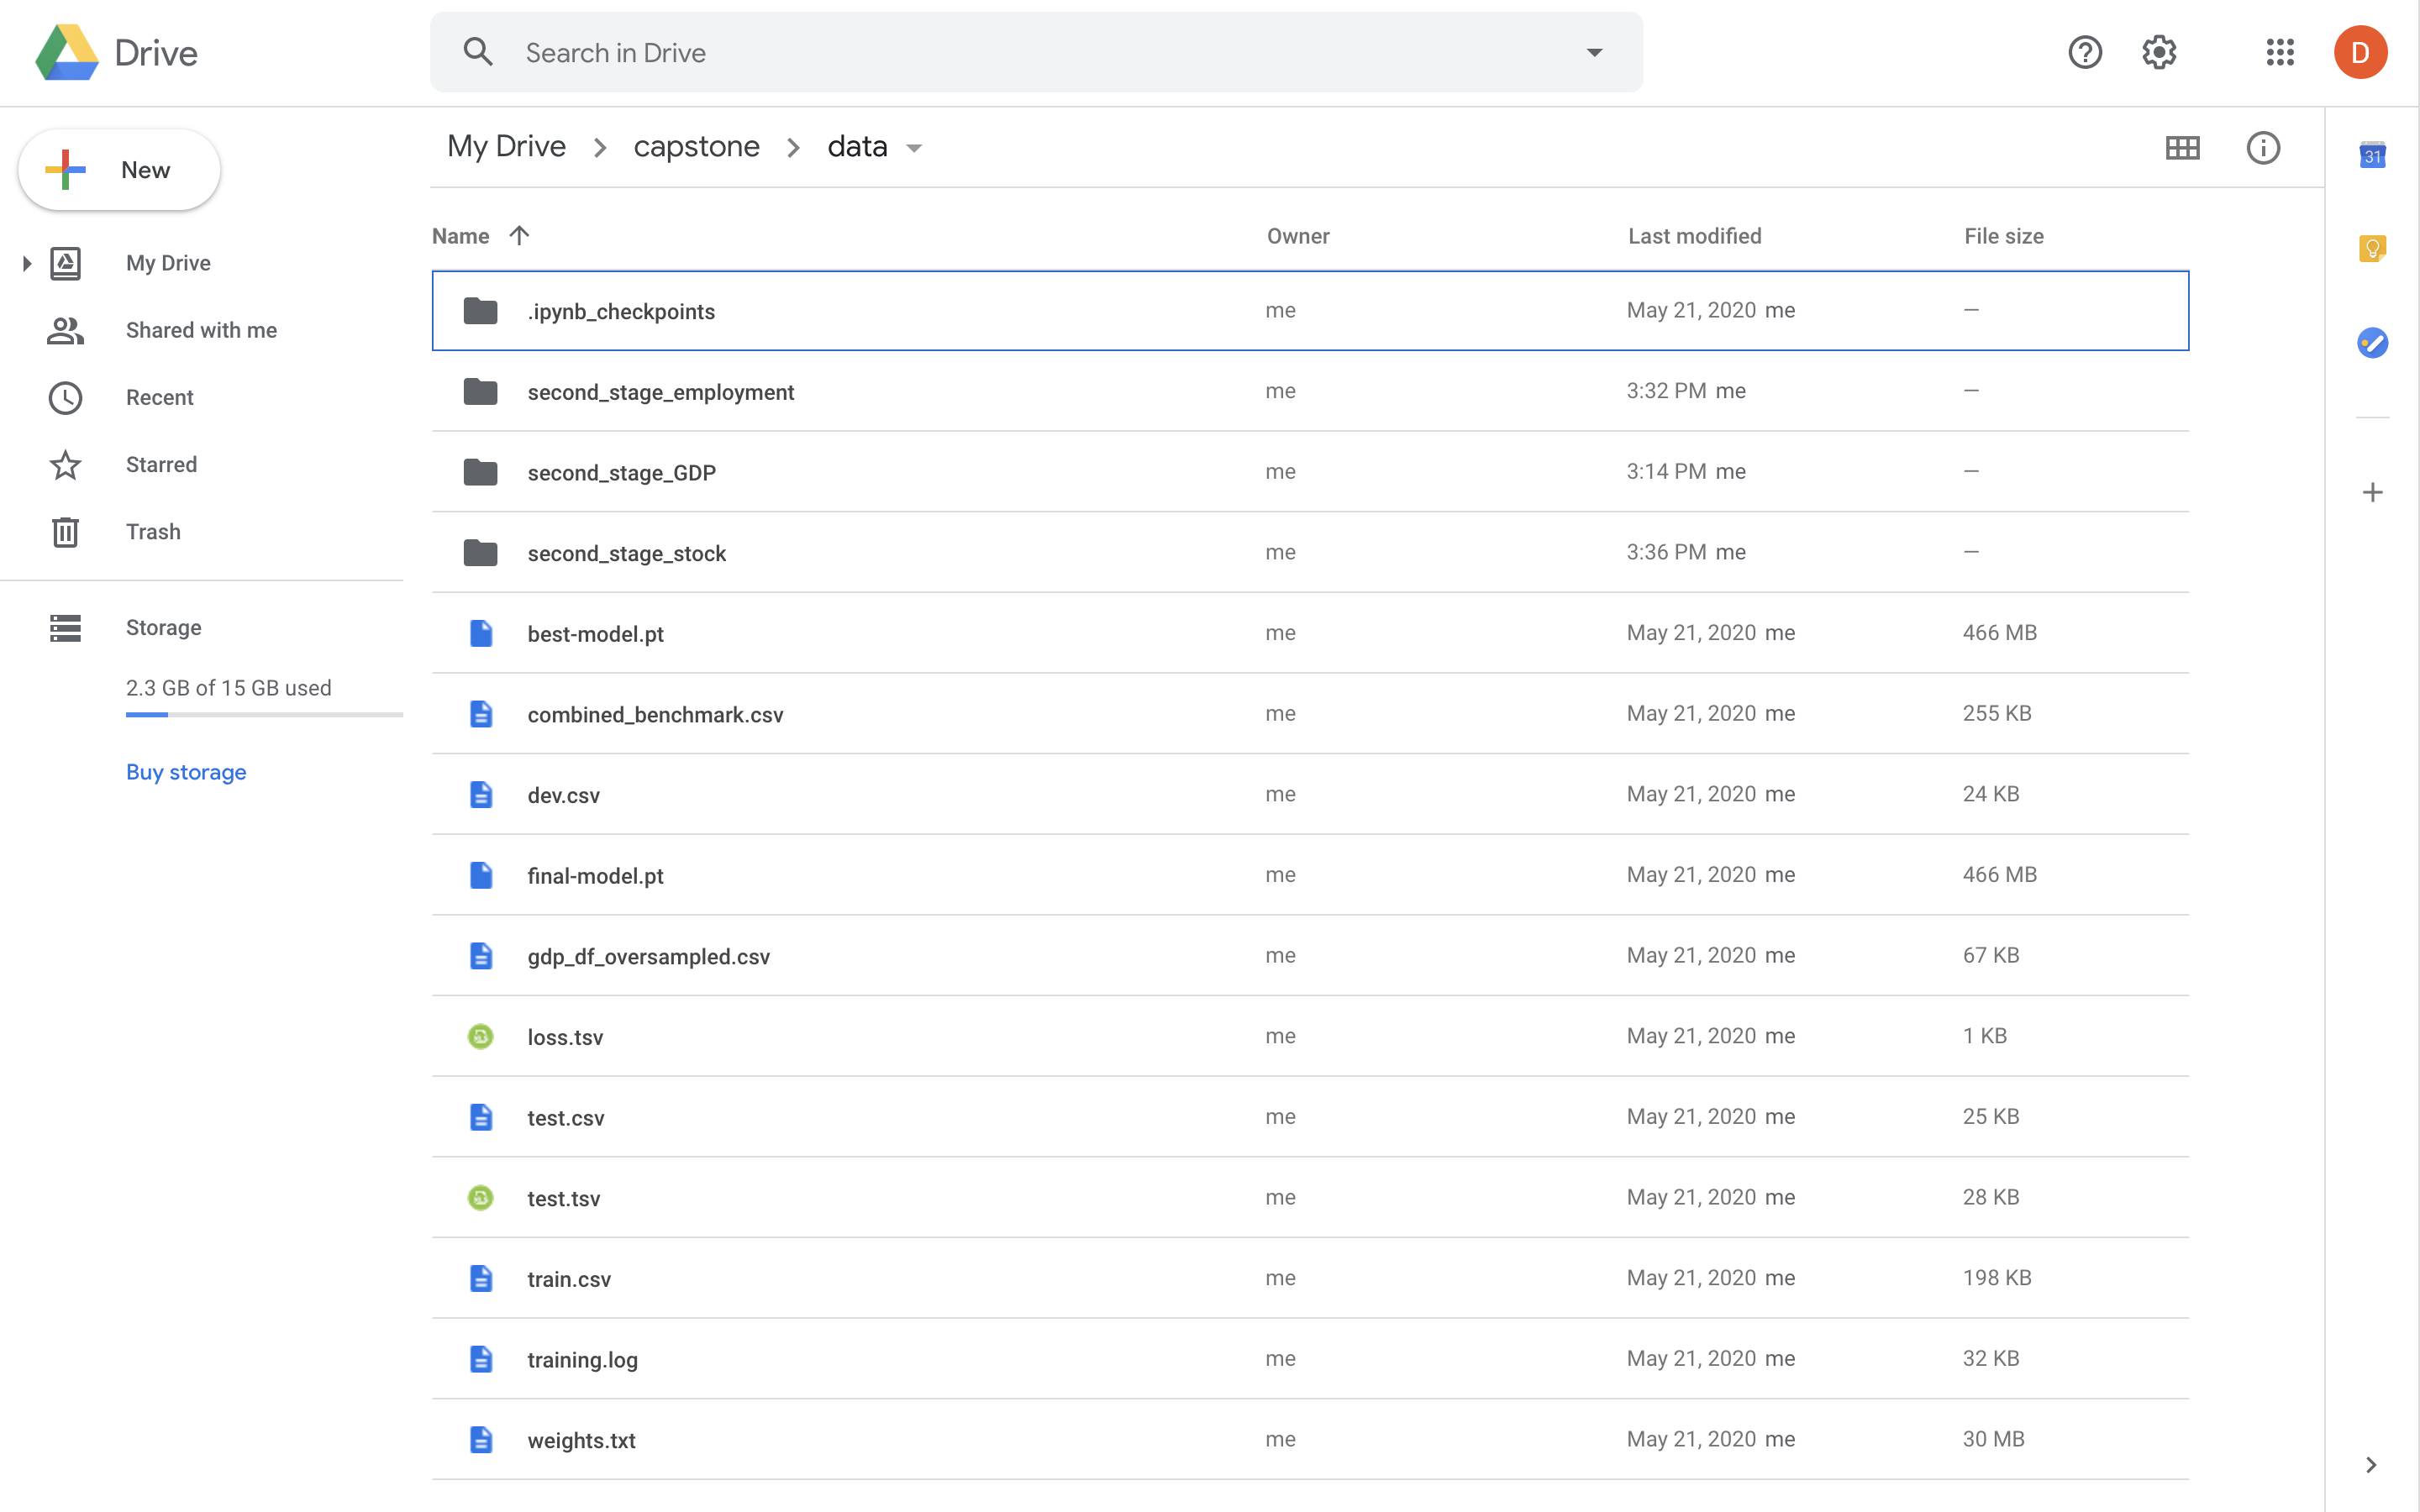 Drive
Search in Drive
D
New
My Drive
Shared with me
Recent
Starred
Trash
Storage
2.3 GB of 15 GB used
Buy storage
My Drive > capstone > data
31
Name Owner Last modified File size
.ipynb_checkpoints me May 21, 2020 me —
second_stage_employment me 3:32 PM me —
second_stage_GDP me 3:14 PM me —
second_stage_stock me 3:36 PM me —
best-model.pt me May 21, 2020 me 466 MB
combined_benchmark.csv me May 21, 2020 me 255 KB
dev.csv me May 21, 2020 me 24 KB
final-model.pt me May 21, 2020 me 466 MB
gdp_df_oversampled.csv me May 21, 2020 me 67 KB
loss.tsv me May 21, 2020 me 1 KB
test.csv me May 21, 2020 me 25 KB
test.tsv me May 21, 2020 me 28 KB
train.csv me May 21, 2020 me 198 KB
training.log me May 21, 2020 me 32 KB
weights.txt me May 21, 2020 me 30 MB